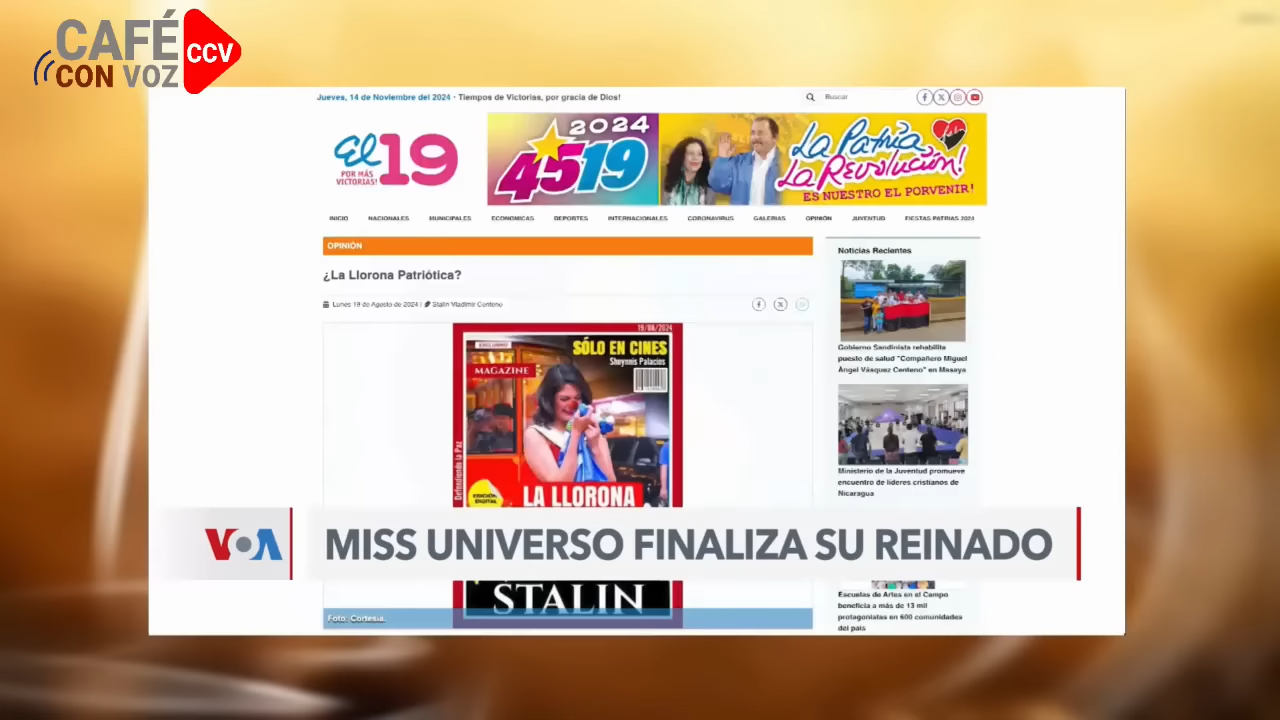 CAFÉ
CON VOZ
CCV
Jueves, 14 de Noviembre del 2024 • Tiempos de Victorias, por gracia de Dios!
Buscar
El 19
POR MÁS
VICTORIAS!
2024
4519
La Patria,
La Revolución!
ES NUESTRO EL PORVENIR!
INICIO NACIONALES MUNICIPALES ECONOMICAS DEPORTES INTERNACIONALES CORONAVIRUS GALERIAS OPINIÓN JUVENTUD FIESTAS PATRIAS 2024
OPINIÓN
¿La Llorona Patriótica?
Lunes 19 de Agosto de 2024 | Stalin Vladimir Centeno
19/08/2024
EXCLUSIVO
MAGAZINE
SÓLO EN CINES
Sheynnis Palacios
Defendiendo la Paz
EDICIÓN
DIGITAL
LA LLORONA
STALIN
Foto: Cortesía.
Noticias Recientes
Gobierno Sandinista rehabilita
puesto de salud "Compañero Miguel
Ángel Vásquez Centeno" en Masaya
Ministerio de la Juventud promueve
encuentro de líderes cristianos de
Nicaragua
Escuelas de Artes en el Campo
beneficia a más de 13 mil
protagonistas en 600 comunidades
del país
VOA
MISS UNIVERSO FINALIZA SU REINADO